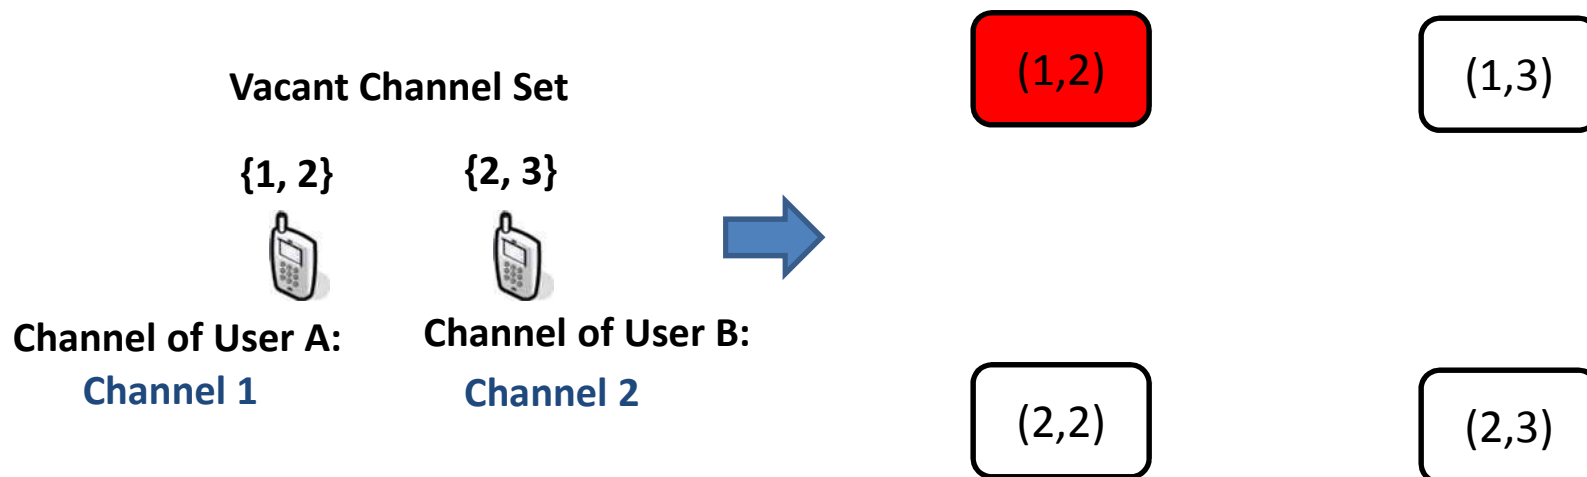 Vacant Channel Set
{1, 2} {2, 3}
Channel of User A: Channel of User B:
Channel 1 Channel 2
(1,2) (1,3)
(2,2) (2,3)